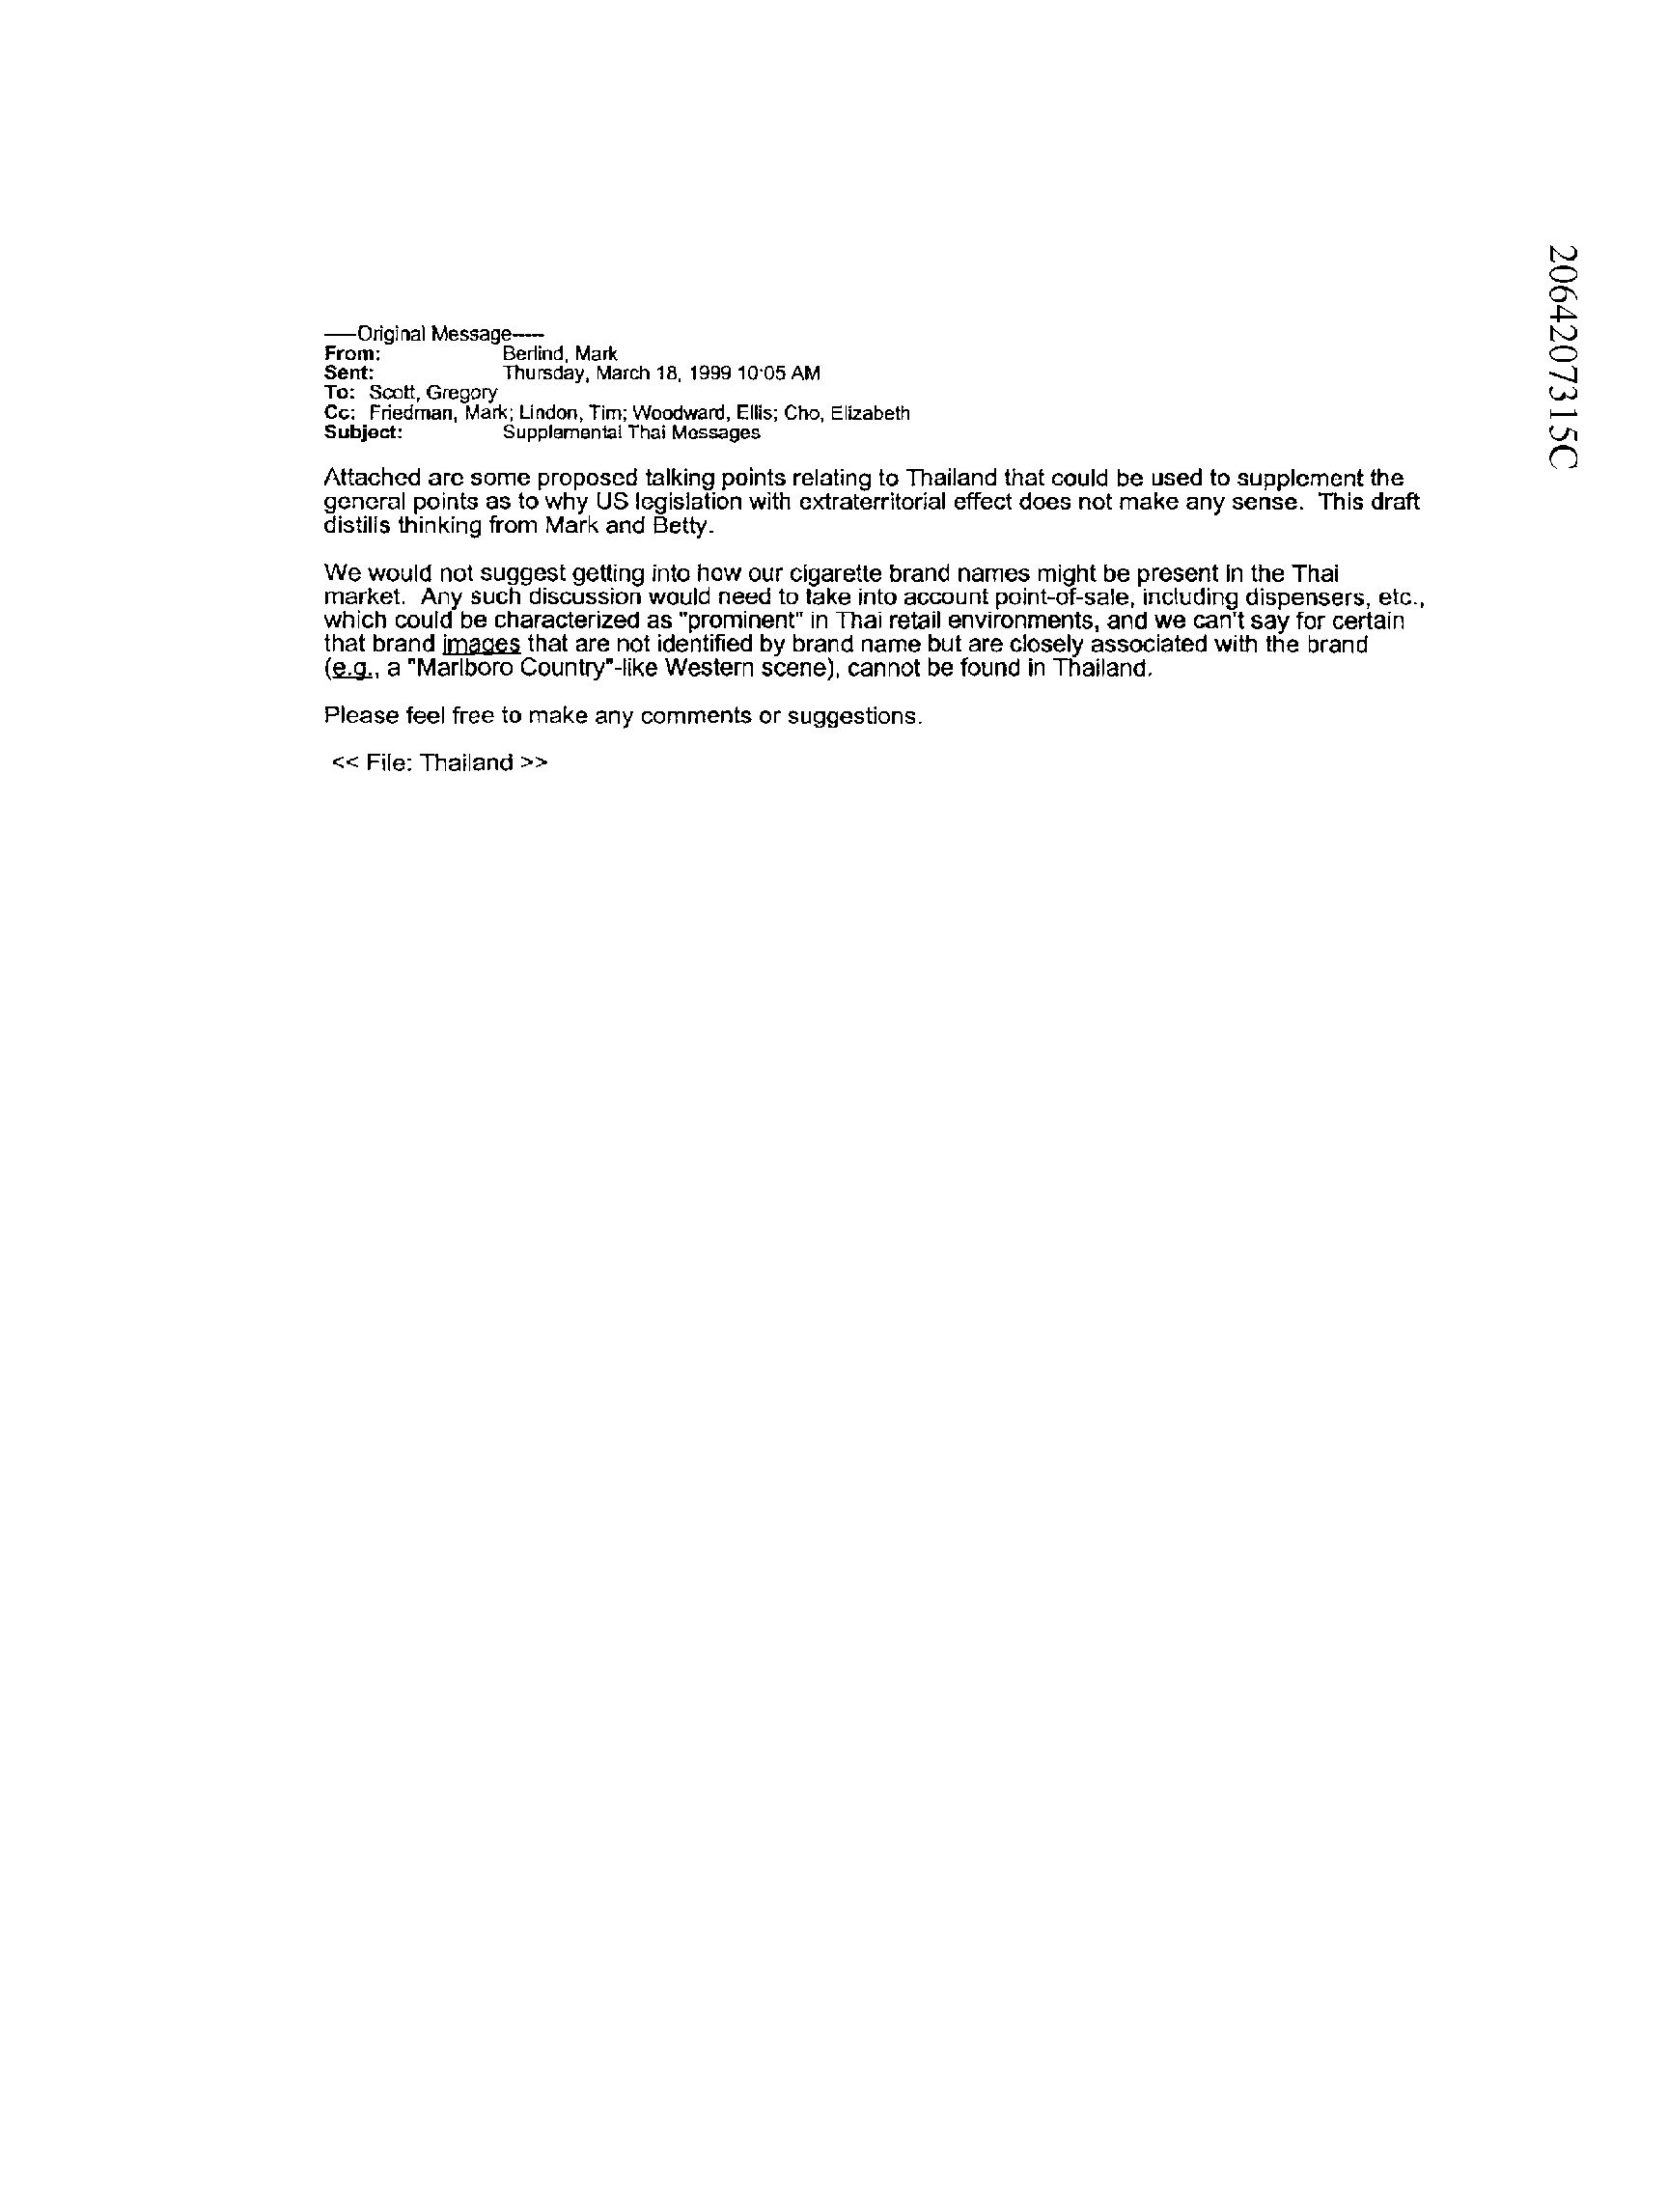 -----Original Message-----
From: Berlind, Mark
Sent: Thursday, March 18, 1999 10:05 AM
To: Scott, Gregory
Cc: Friedman, Mark; Lindon, Tim; Woodward, Ellis; Cho, Elizabeth
Subject: Supplemental Thai Messages
Attached are some proposed talking points relating to Thailand that could be used to supplement the
general points as to why US legislation with extraterritorial effect does not make any sense. This draft
distills thinking from Mark and Betty.
We would not suggest getting into how our cigarette brand names might be present in the Thai
market. Any such discussion would need to take into account point-of-sale, including dispensers, etc.,
which could be characterized as "prominent" in Thai retail environments, and we can't say for certain
that brand images that are not identified by brand name but are closely associated with the brand
(e.g., a "Marlboro Country"-like Western scene), cannot be found in Thailand.
Please feel free to make any comments or suggestions.
<< File: Thailand >>
2064207315C